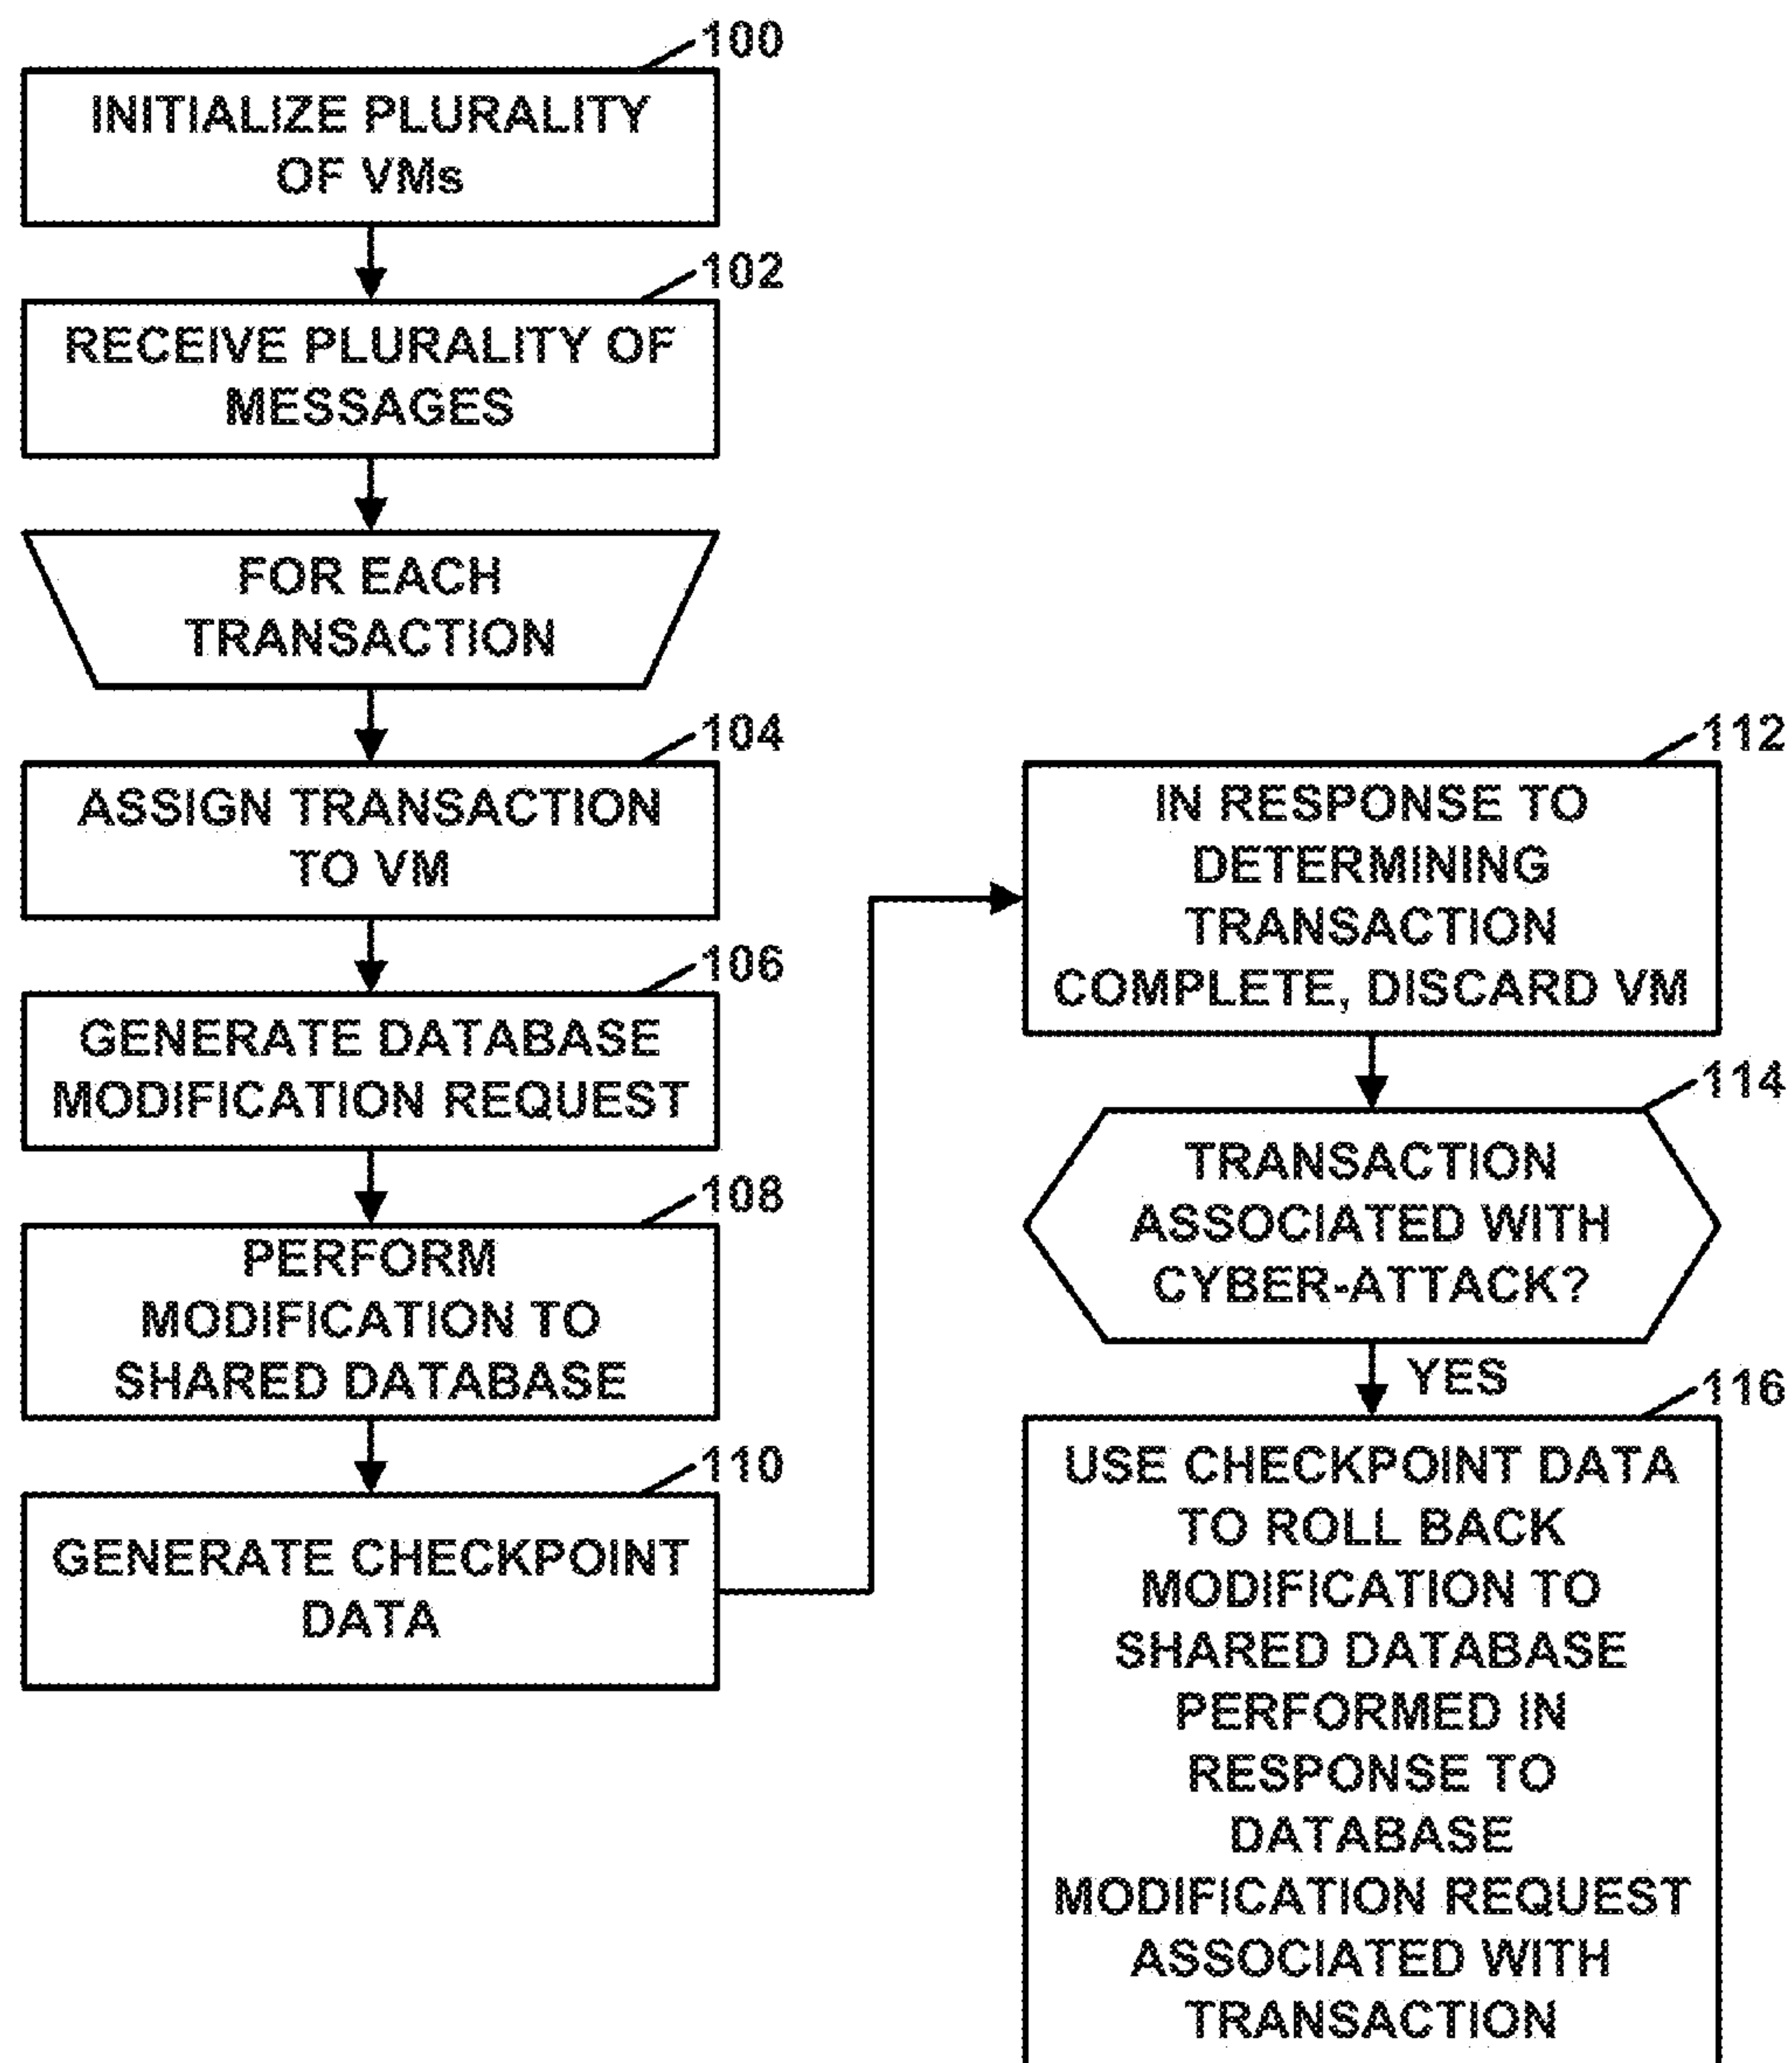 100
INITIALIZE PLURALITY
OF VMs
102
RECEIVE PLURALITY OF
MESSAGES
FOR EACH
TRANSACTION
104
ASSIGN TRANSACTION
TO VM
106
GENERATE DATABASE
MODIFICATION REQUEST
108
PERFORM
MODIFICATION TO
SHARED DATABASE
110
GENERATE CHECKPOINT
DATA
112
IN RESPONSE TO
DETERMINING
TRANSACTION
COMPLETE, DISCARD VM
114
TRANSACTION
ASSOCIATED WITH
CYBER-ATTACK?
YES
116
USE CHECKPOINT DATA
TO ROLL BACK
MODIFICATION TO
SHARED DATABASE
PERFORMED IN
RESPONSE TO
DATABASE
MODIFICATION REQUEST
ASSOCIATED WITH
TRANSACTION